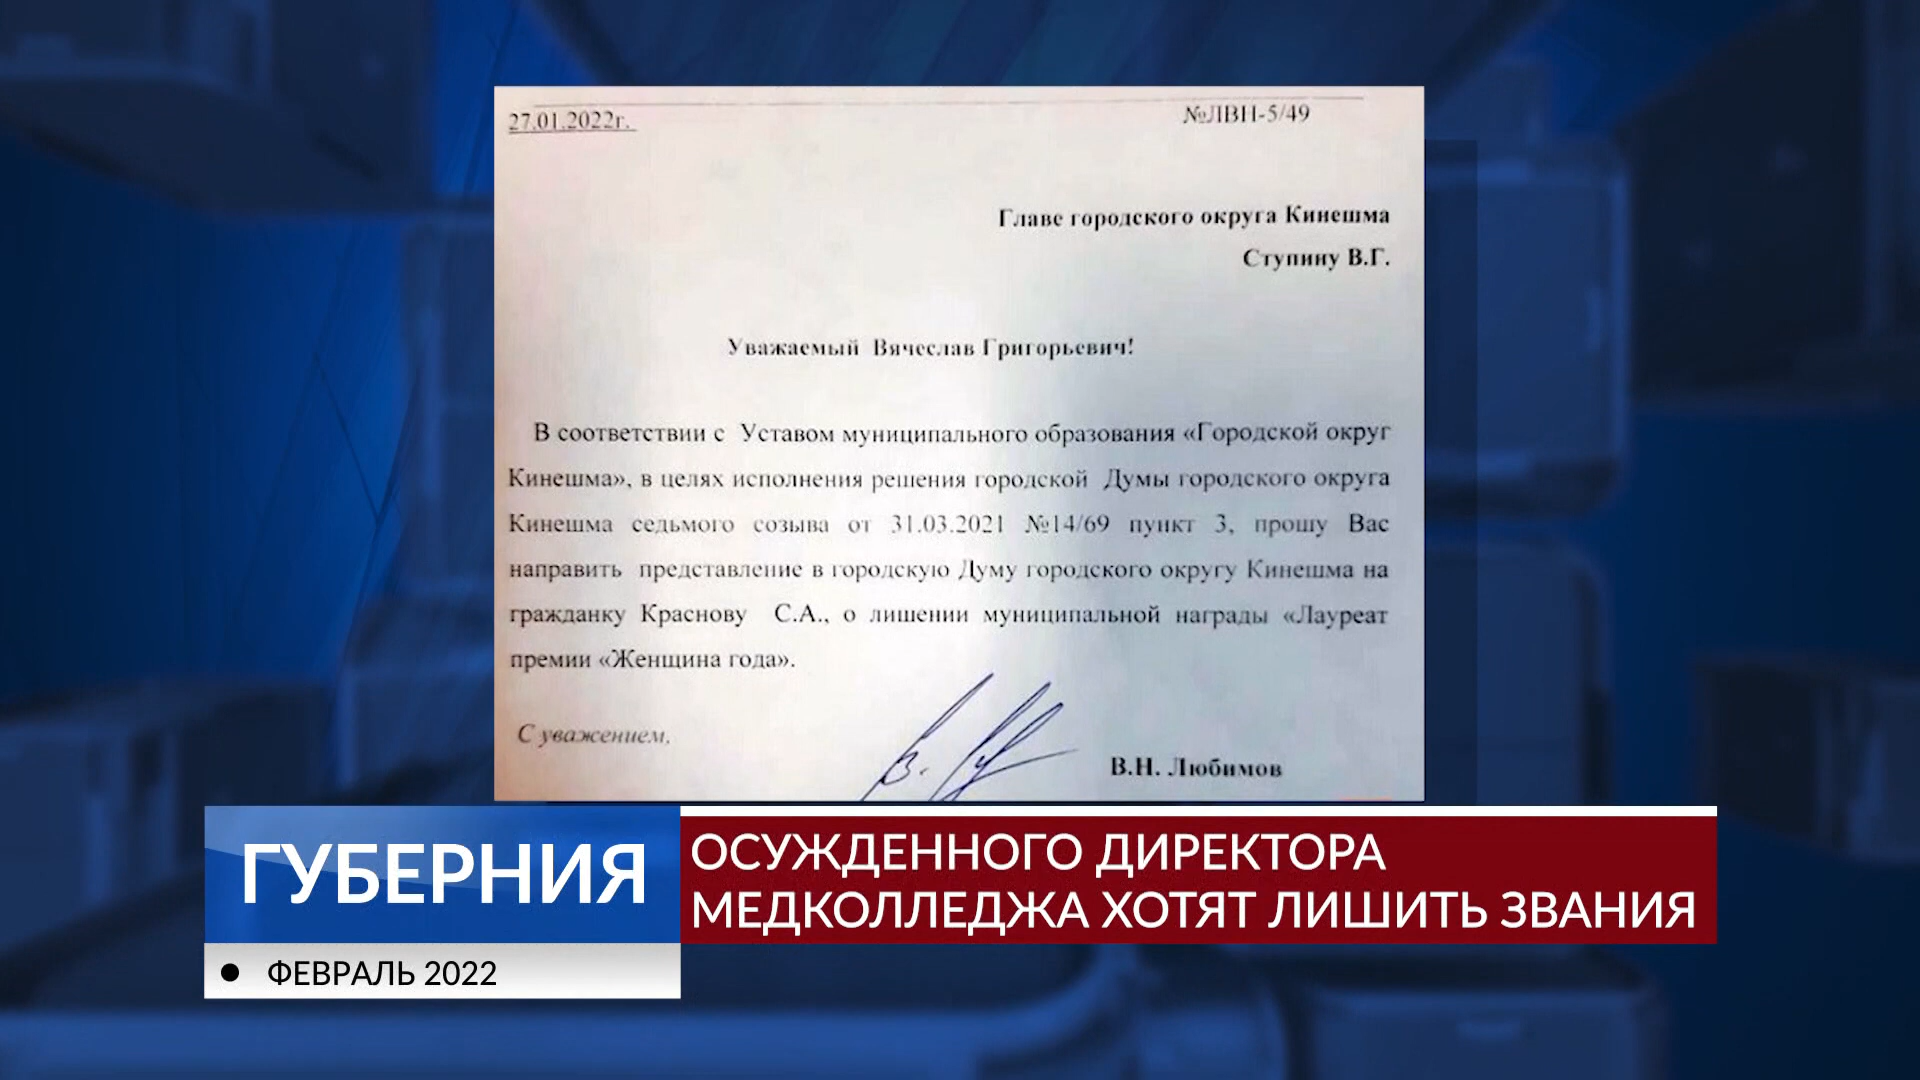 27.01.2022г.
№ЛВН-5/49
Главе городского округа Кинешма
Ступину В.Г.
Уважаемый Вячеслав Григорьевич!
В соответствии с Уставом муниципального образования «Городской округ
Кинешма», в целях исполнения решения городской Думы городского округа
Кинешма седьмого созыва от 31.03.2021 №14/69 пункт 3, прошу Вас
направить представление в городскую Думу городского округу Кинешма на
гражданку Краснову С.А., о лишении муниципальной награды «Лауреат
премии «Женщина года».
С уважением,
В.Н. Любимов
ГУБЕРНИЯ
ОСУЖДЕННОГО ДИРЕКТОРА
МЕДКОЛЛЕДЖА ХОТЯТ ЛИШИТЬ ЗВАНИЯ
ФЕВРАЛЬ 2022